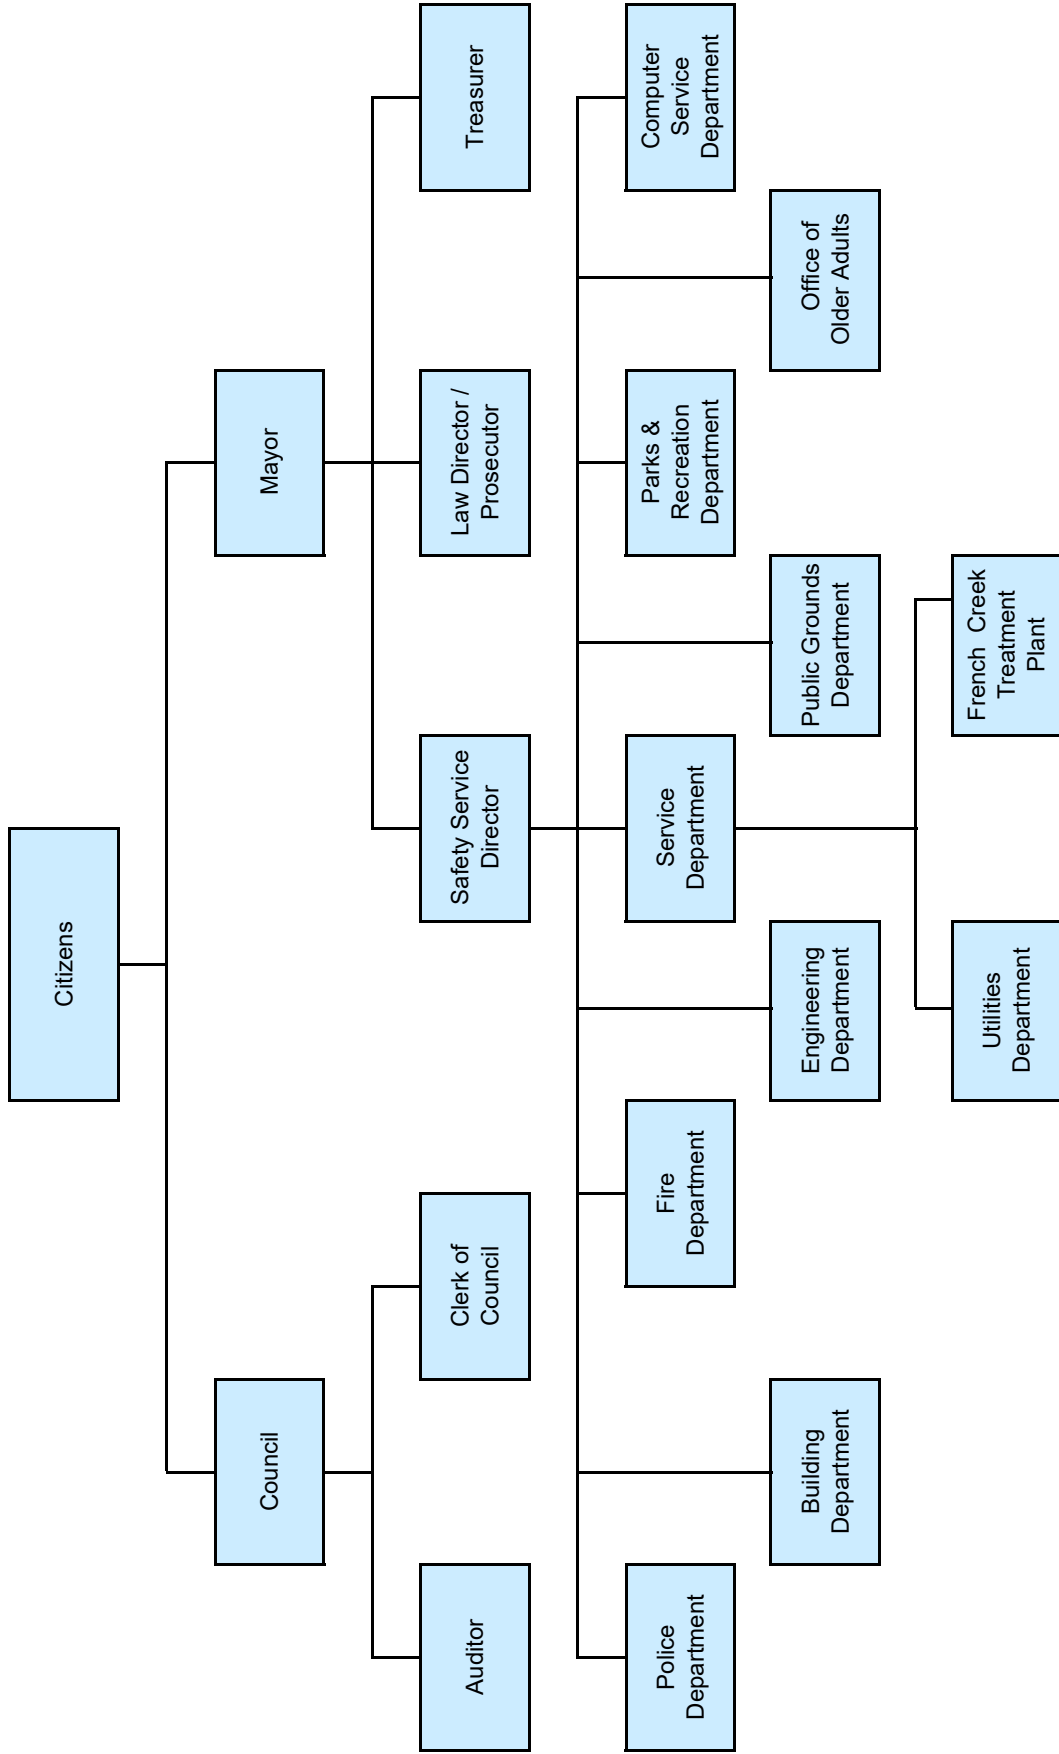 Citizens
Council
Mayor
Auditor
Clerk of
Council
Safety Service
Director
Law Director /
Prosecutor
Treasurer
Police
Department
Fire
Department
Service
Department
Parks &
Recreation
Department
Computer
Service
Department
Building
Department
Engineering
Department
Public Grounds
Department
Office of
Older Adults
Utilities
Department
French  Creek
Treatment
Plant